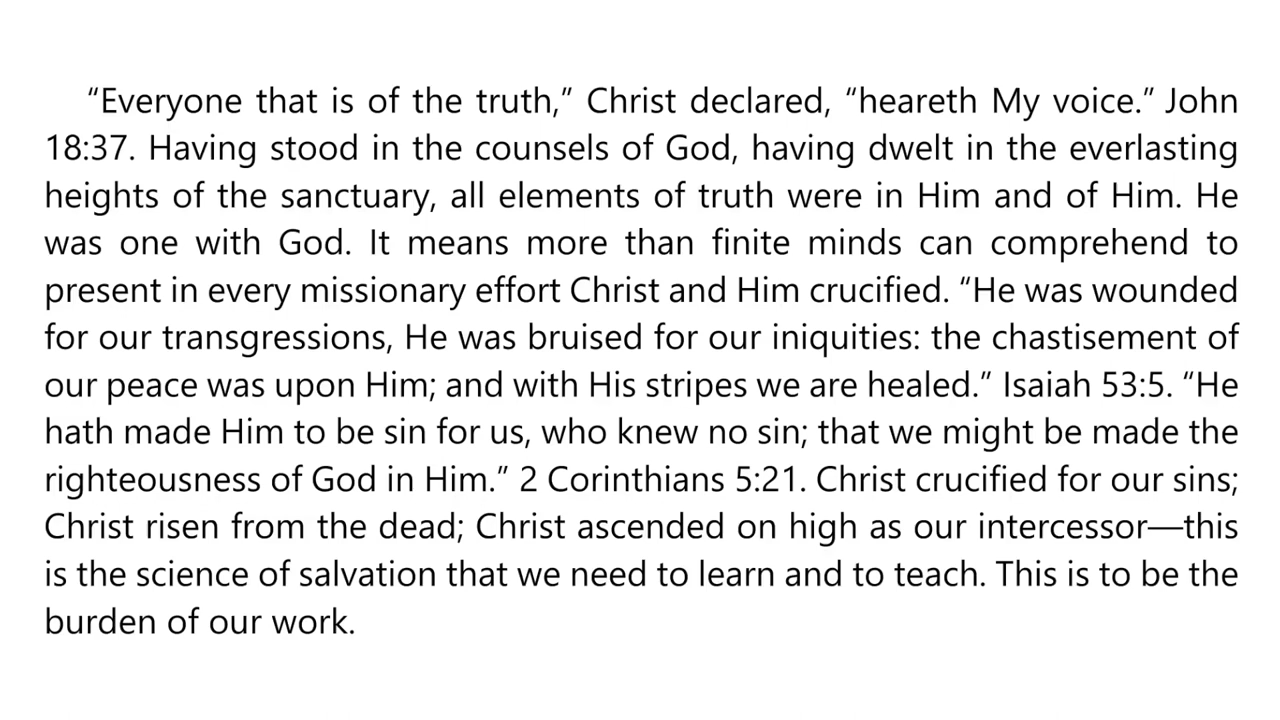 “Everyone that is of the truth,” Christ declared, “heareth My voice.” John
18:37. Having stood in the counsels of God, having dwelt in the everlasting
heights of the sanctuary, all elements of truth were in Him and of Him. He
was one with God. It means more than finite minds can comprehend to
present in every missionary effort Christ and Him crucified. “He was wounded
for our transgressions, He was bruised for our iniquities: the chastisement of
our peace was upon Him; and with His stripes we are healed.” Isaiah 53:5. “He
hath made Him to be sin for us, who knew no sin; that we might be made the
righteousness of God in Him.” 2 Corinthians 5:21. Christ crucified for our sins;
Christ risen from the dead; Christ ascended on high as our intercessor—this
is the science of salvation that we need to learn and to teach. This is to be the
burden of our work.